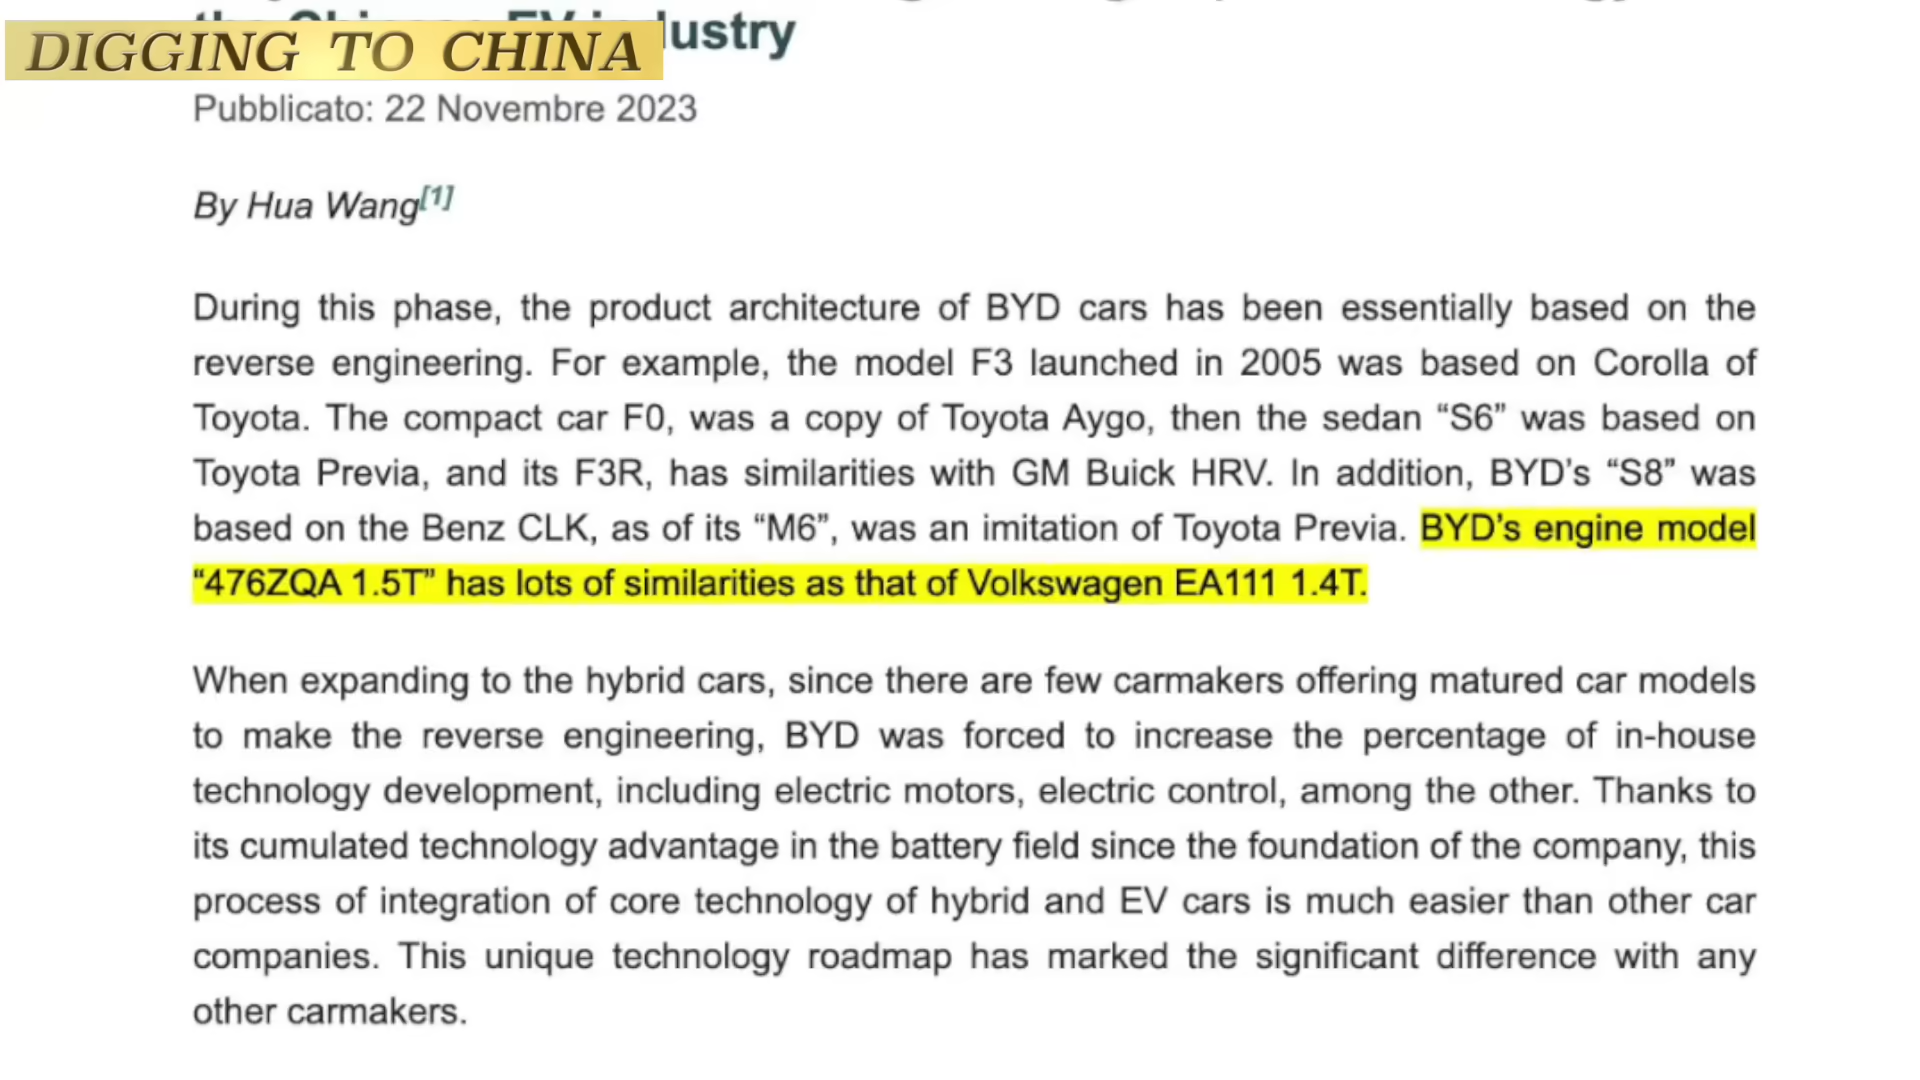 DIGGING TO CHINA
Industry
Pubblicato: 22 Novembre 2023
By Hua Wang[1]
During this phase, the product architecture of BYD cars has been essentially based on the
reverse engineering. For example, the model F3 launched in 2005 was based on Corolla of
Toyota. The compact car F0, was a copy of Toyota Aygo, then the sedan “S6” was based on
Toyota Previa, and its F3R, has similarities with GM Buick HRV. In addition, BYD’s “S8” was
based on the Benz CLK, as of its “M6”, was an imitation of Toyota Previa. BYD’s engine model
“476ZQA 1.5T” has lots of similarities as that of Volkswagen EA111 1.4T.
When expanding to the hybrid cars, since there are few carmakers offering matured car models
to make the reverse engineering, BYD was forced to increase the percentage of in-house
technology development, including electric motors, electric control, among the other. Thanks to
its cumulated technology advantage in the battery field since the foundation of the company, this
process of integration of core technology of hybrid and EV cars is much easier than other car
companies. This unique technology roadmap has marked the significant difference with any
other carmakers.